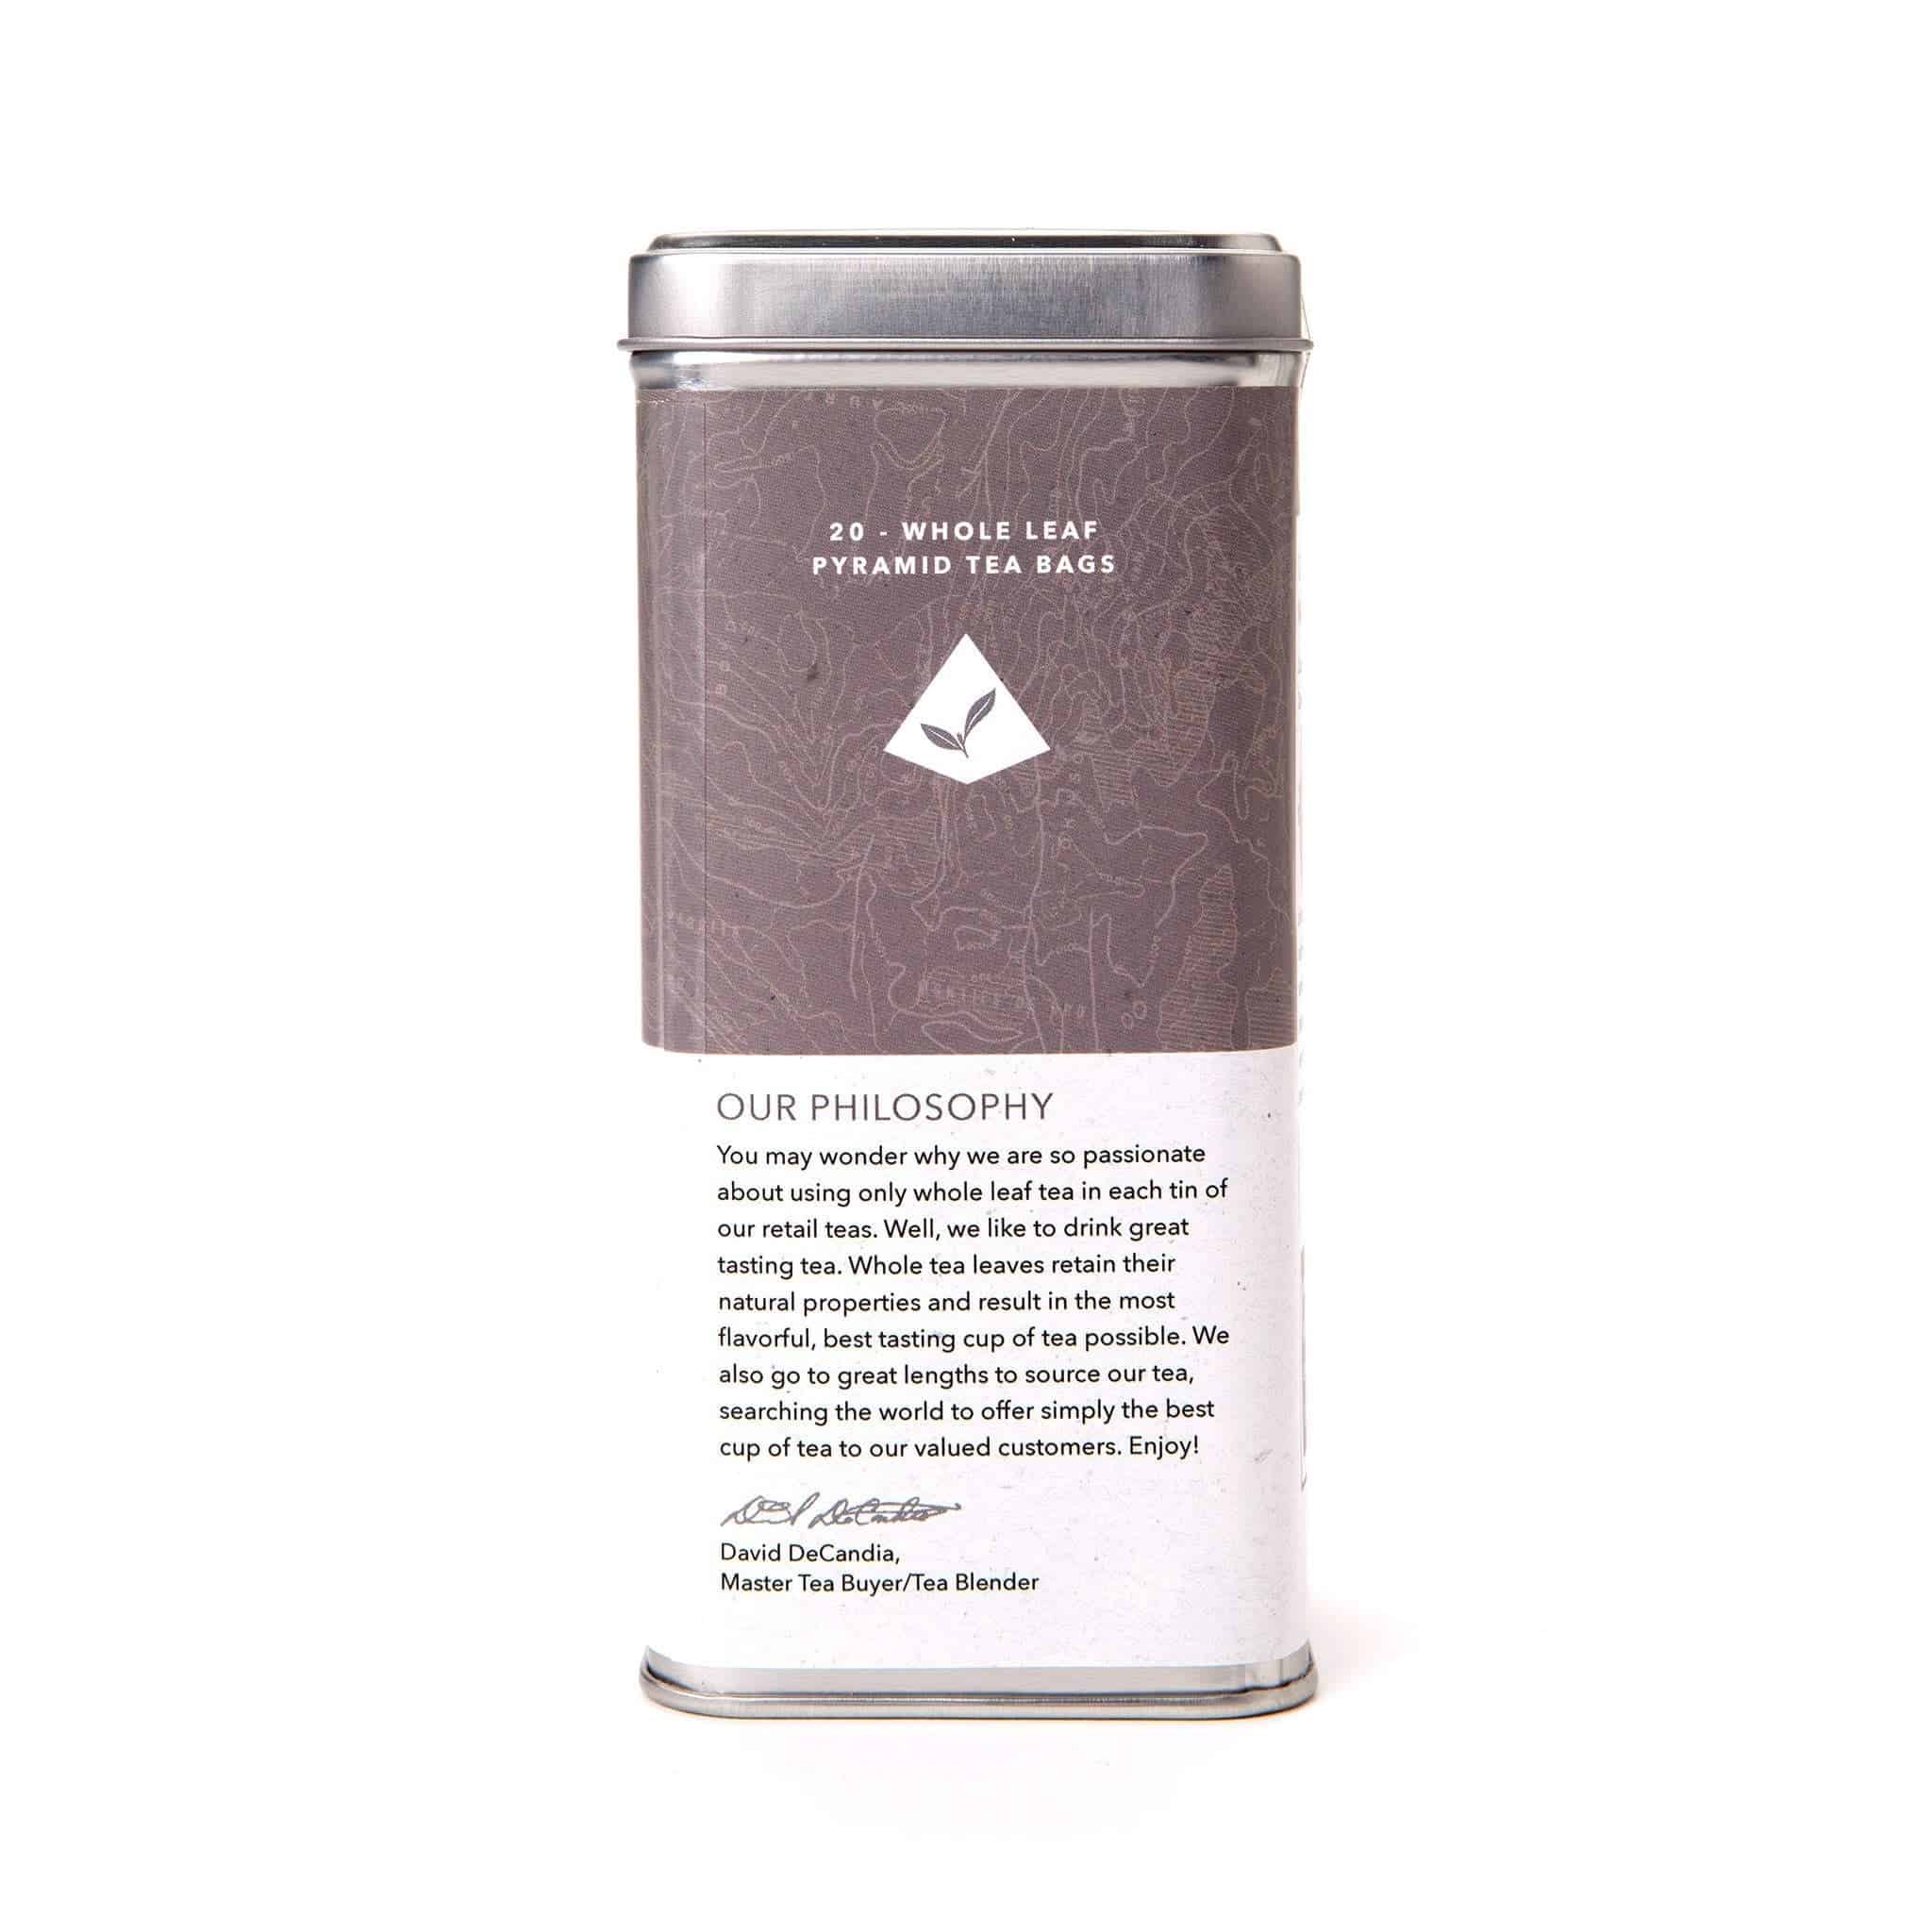 20 - WHOLE LEAF
PYRAMID TEA BAGS
OUR PHILOSOPHY
You may wonder why we are so passionate
about using only whole leaf tea in each tin of
our retail teas. Well, we like to drink great
tasting tea. Whole tea leaves retain their
natural properties and result in the most
flavorful, best tasting cup of tea possible. We
also go to great lengths to source our tea,
searching the world to offer simply the best
cup of tea to our valued customers. Enjoy!
David DeCandia
David DeCandia,
Master Tea Buyer/Tea Blender